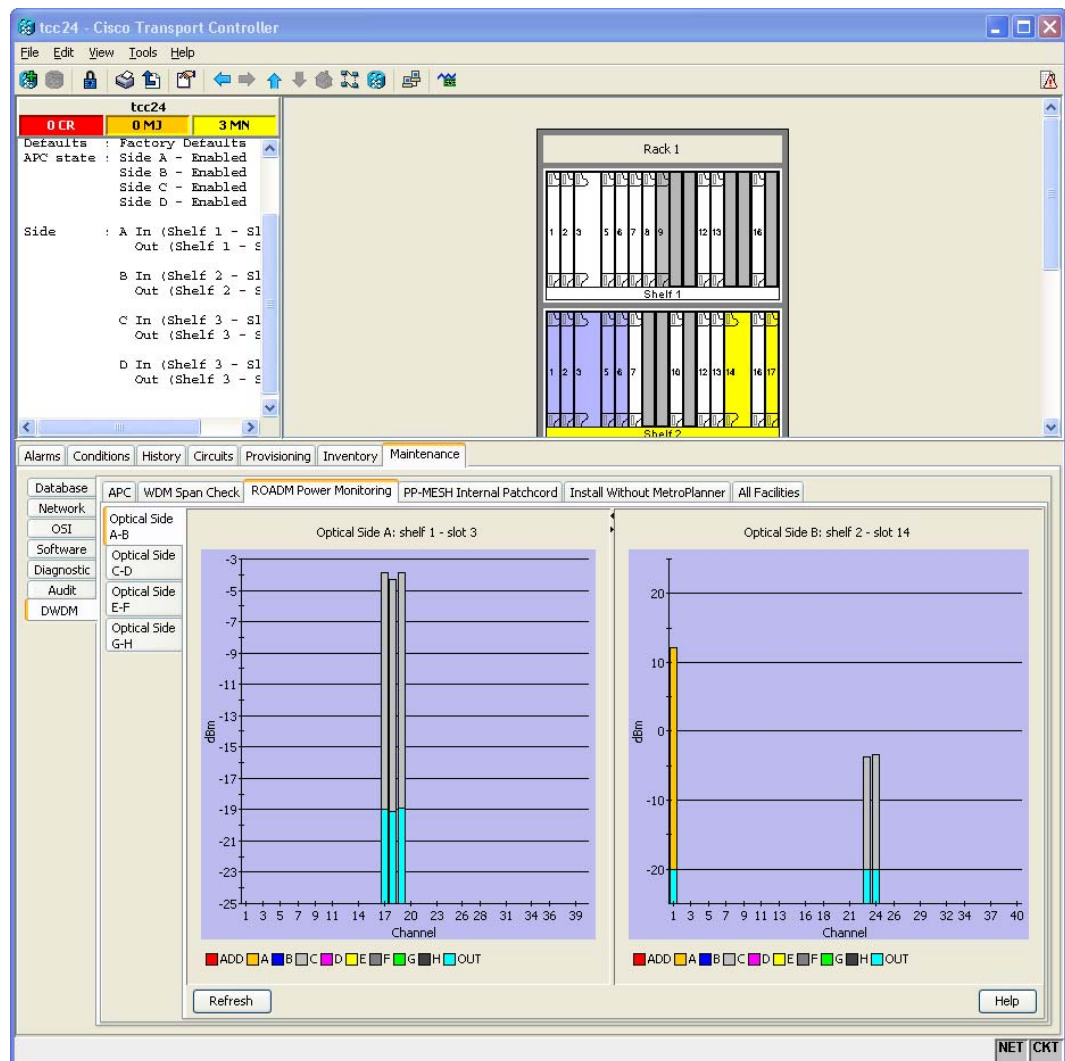 tcc24 - Cisco Transport Controller
File Edit View Tools Help
tcc24
0 CR 0 MJ 3 MN
Defaults : Factory Defaults
APC state : Side A - Enabled
Side B - Enabled
Side C - Enabled
Side D - Enabled
Side : A In (Shelf 1 - Sl
Out (Shelf 1 - S
B In (Shelf 2 - Sl
Out (Shelf 2 - S
C In (Shelf 3 - Sl
Out (Shelf 3 - S
D In (Shelf 3 - Sl
Out (Shelf 3 - S
Rack 1
1 2 3 5 6 7 8 9 12 13 16
Shelf 1
1 2 3 5 6 7 10 12 13 14 16 17
Shelf 2
Alarms Conditions History Circuits Provisioning Inventory Maintenance
Database
Network
OSI
Software
Diagnostic
Audit
DWDM
APC WDM Span Check ROADM Power Monitoring PP-MESH Internal Patchcord Install Without MetroPlanner All Facilities
Optical Side
A-B
Optical Side
C-D
Optical Side
E-F
Optical Side
G-H
Optical Side A: shelf 1 - slot 3
-3
-5
-7
-9
-11
-13
-15
-17
-19
-21
-23
-25
dBm
1 3 5 7 9 11 14 17 20 23 26 28 31 34 36 39
Channel
ADD A B C D E F G H OUT
Optical Side B: shelf 2 - slot 14
20
10
0
-10
-20
dBm
1 3 5 7 9 11 13 16 18 21 24 26 29 32 34 37 40
Channel
ADD A B C D E F G H OUT
Refresh
Help
NET CKT